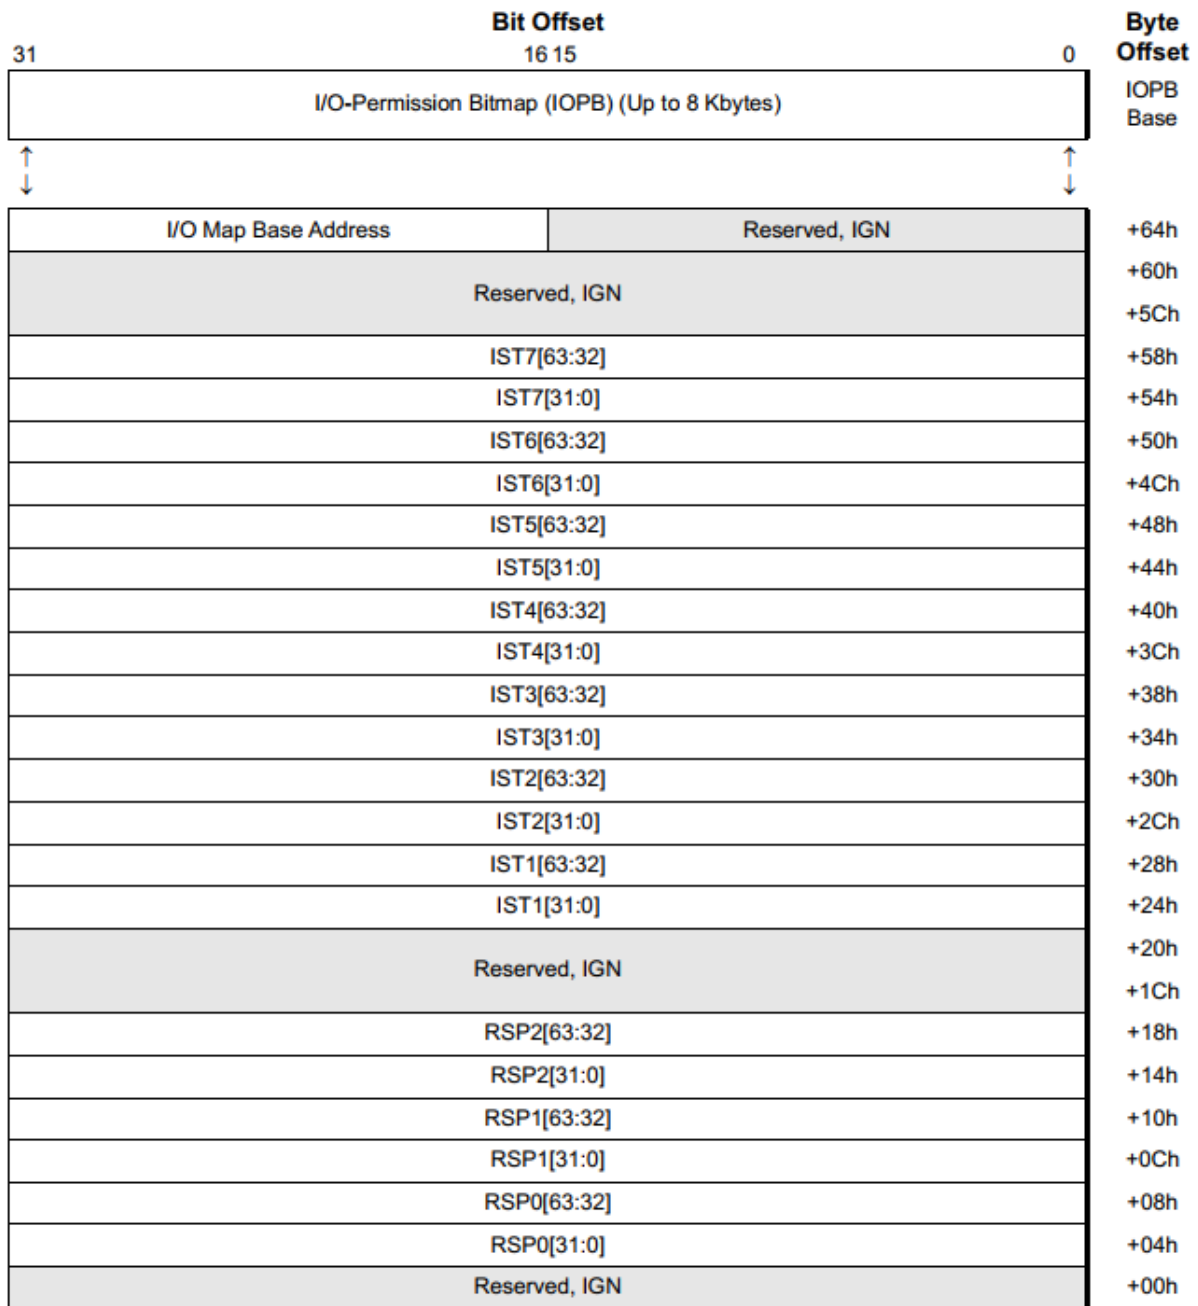 Bit Offset Byte
31 16 15 0 Offset
I/O-Permission Bitmap (IOPB) (Up to 8 Kbytes) IOPB
Base
↑ ↑
↓ ↓
I/O Map Base Address Reserved, IGN +64h
+60h
Reserved, IGN
+5Ch
IST7[63:32] +58h
IST7[31:0] +54h
IST6[63:32] +50h
IST6[31:0] +4Ch
IST5[63:32] +48h
IST5[31:0] +44h
IST4[63:32] +40h
IST4[31:0] +3Ch
IST3[63:32] +38h
IST3[31:0] +34h
IST2[63:32] +30h
IST2[31:0] +2Ch
IST1[63:32] +28h
IST1[31:0] +24h
+20h
Reserved, IGN
+1Ch
RSP2[63:32] +18h
RSP2[31:0] +14h
RSP1[63:32] +10h
RSP1[31:0] +0Ch
RSP0[63:32] +08h
RSP0[31:0] +04h
Reserved, IGN +00h